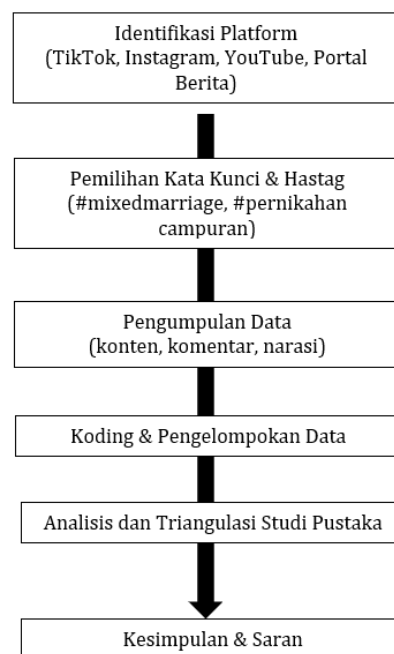 Identifikasi Platform
(TikTok, Instagram, YouTube, Portal
Berita)
Pemilihan Kata Kunci & Hastag
(#mixedmarriage, #pernikahan
campuran)
Pengumpulan Data
(konten, komentar, narasi)
Koding & Pengelompokan Data
Analisis dan Triangulasi Studi Pustaka
Kesimpulan & Saran